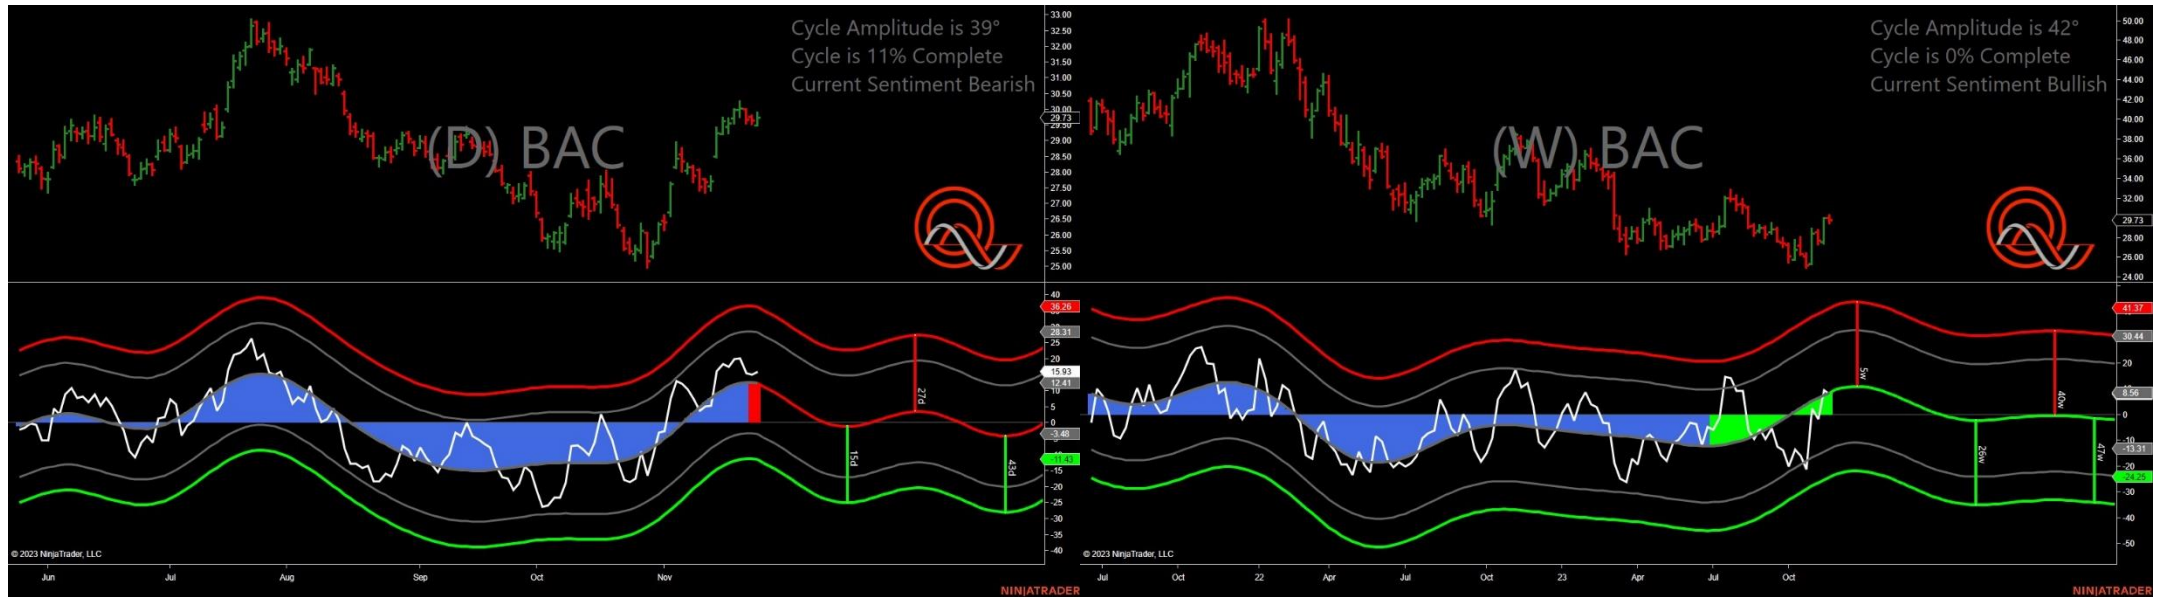 Cycle Amplitude is 39°
Cycle is 11% Complete
Current Sentiment Bearish
(D) BAC
33.00
32.50
32.00
31.50
31.00
30.50
30.00
29.73
29.50
29.00
28.50
28.00
27.50
27.00
26.50
26.00
25.50
25.00
40
36.26
28.31
25
20
15.93
12.41
10
5
0
-3.48
-11.43
-15
-20
-25
-30
-35
-40
27d
15d
43d
© 2023 NinjaTrader, LLC
Jun Jul Aug Sep Oct Nov
NINJATRADER
Cycle Amplitude is 42°
Cycle is 0% Complete
Current Sentiment Bullish
(W) BAC
50.00
48.00
46.00
44.00
42.00
40.00
38.00
36.00
34.00
32.00
29.73
28.00
26.00
24.00
41.37
30.44
20
8.56
0
-10
-13.31
-20
-24.25
-30
-40
-50
5w
40w
26w
47w
© 2023 NinjaTrader, LLC
Jul Oct 22 Apr Jul Oct 23 Apr Jul Oct
NINJATRADER